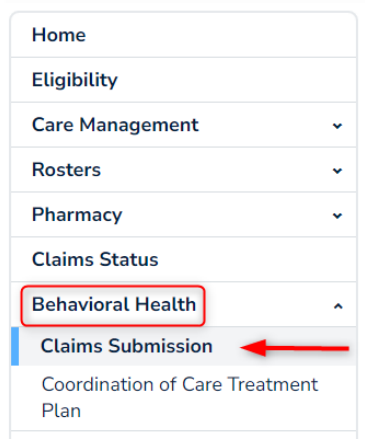 Home
Eligibility
Care Management
Rosters
Pharmacy
Claims Status
Behavioral Health
Claims Submission
Coordination of Care Treatment
Plan